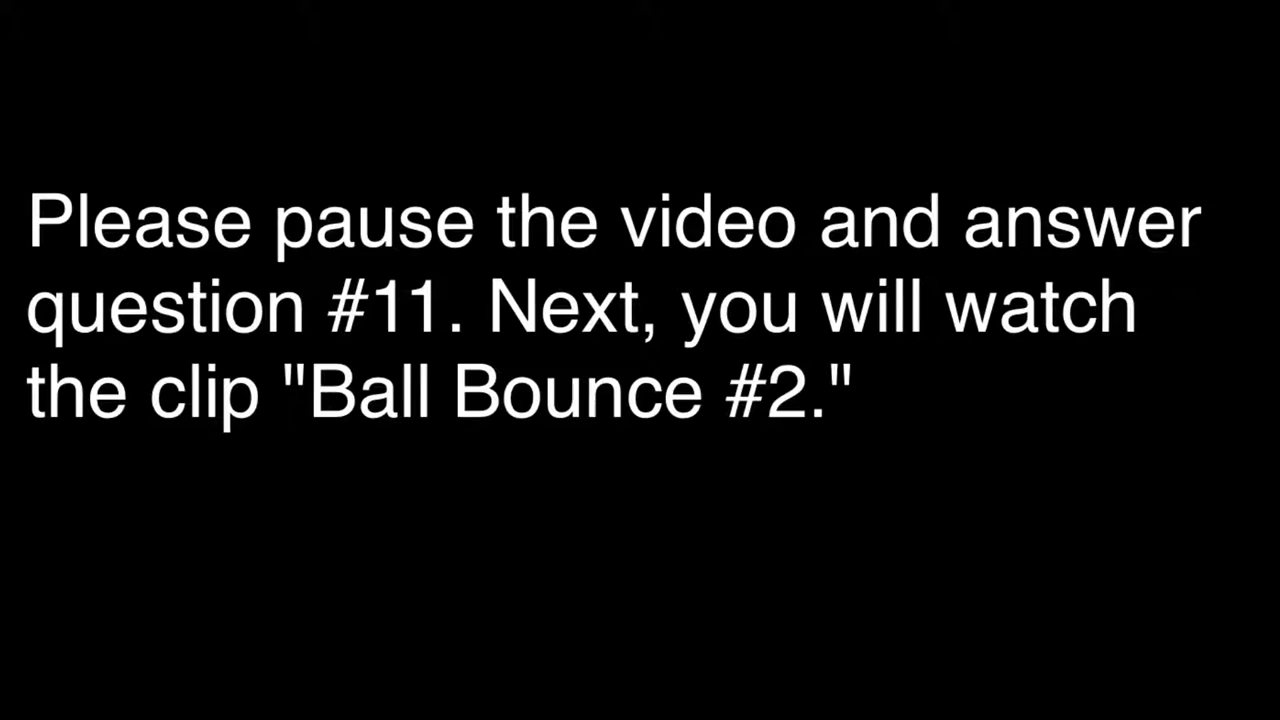 Please pause the video and answer
question #11. Next, you will watch
the clip "Ball Bounce #2."